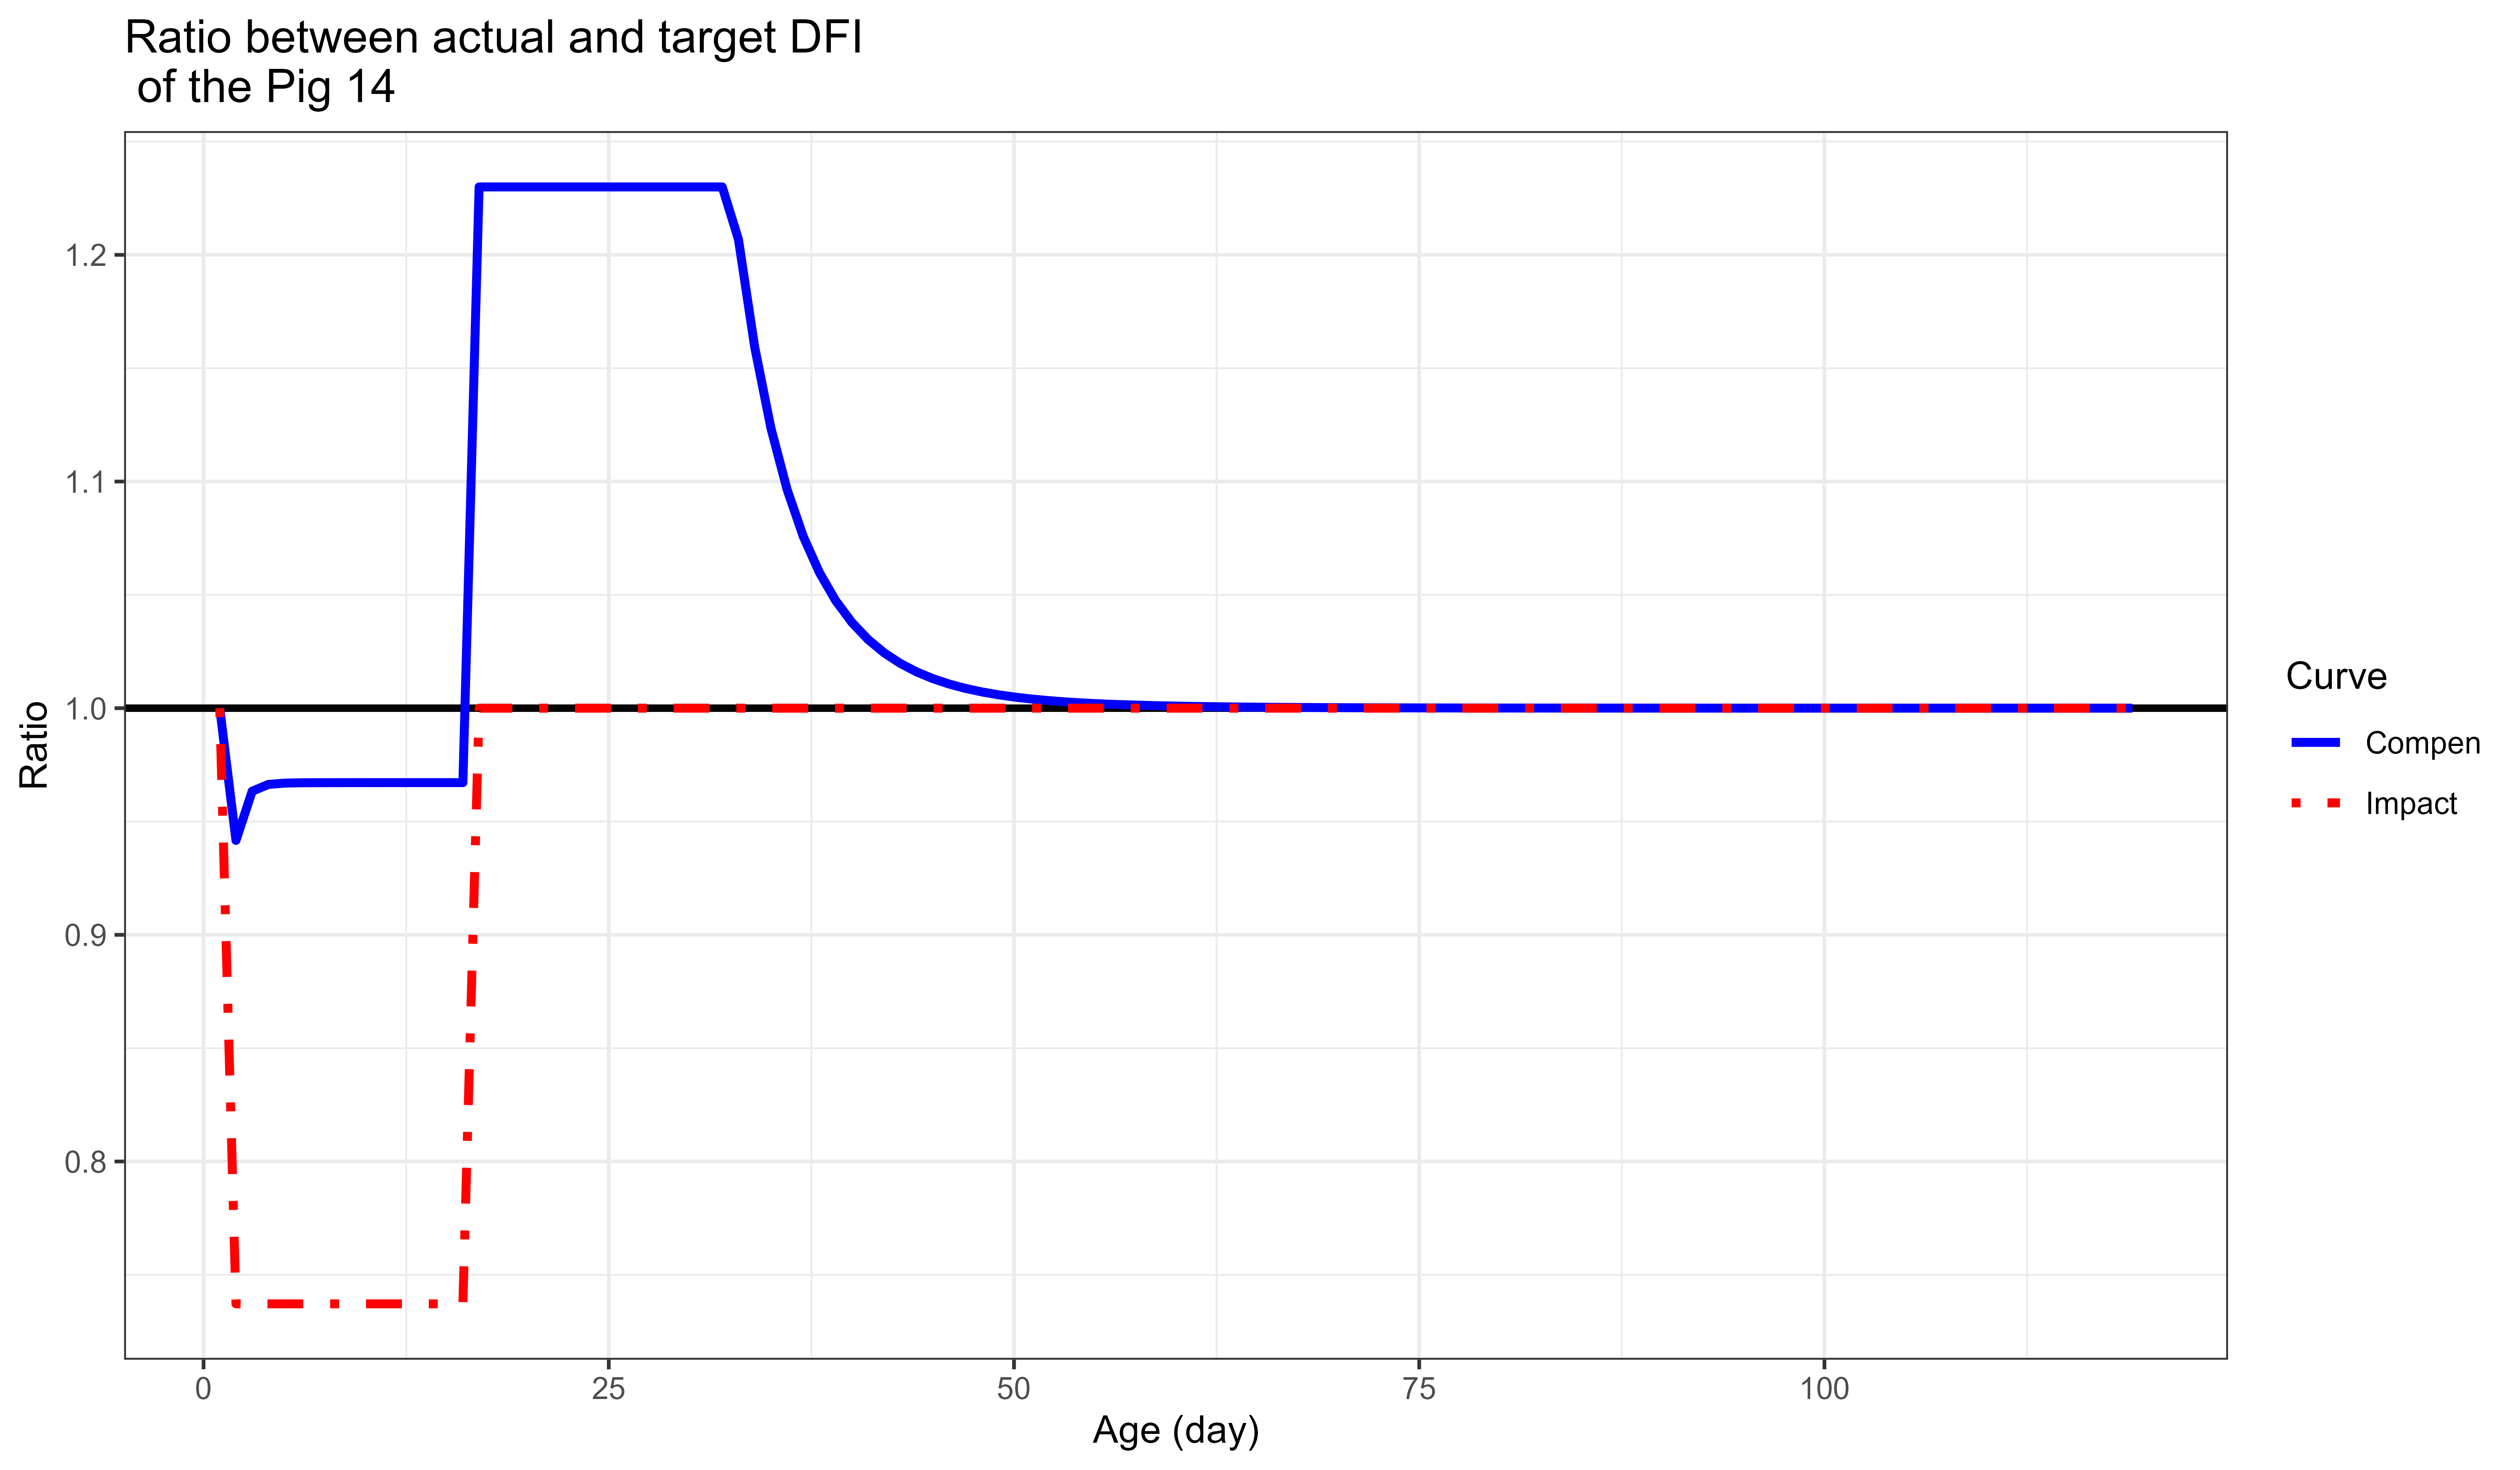 Ratio between actual and target DFI
of the Pig 14
1.2
1.1
1.0
0.9
0.8
Ratio
0
25
50
75
100
Age (day)
Curve
Compen
Impact